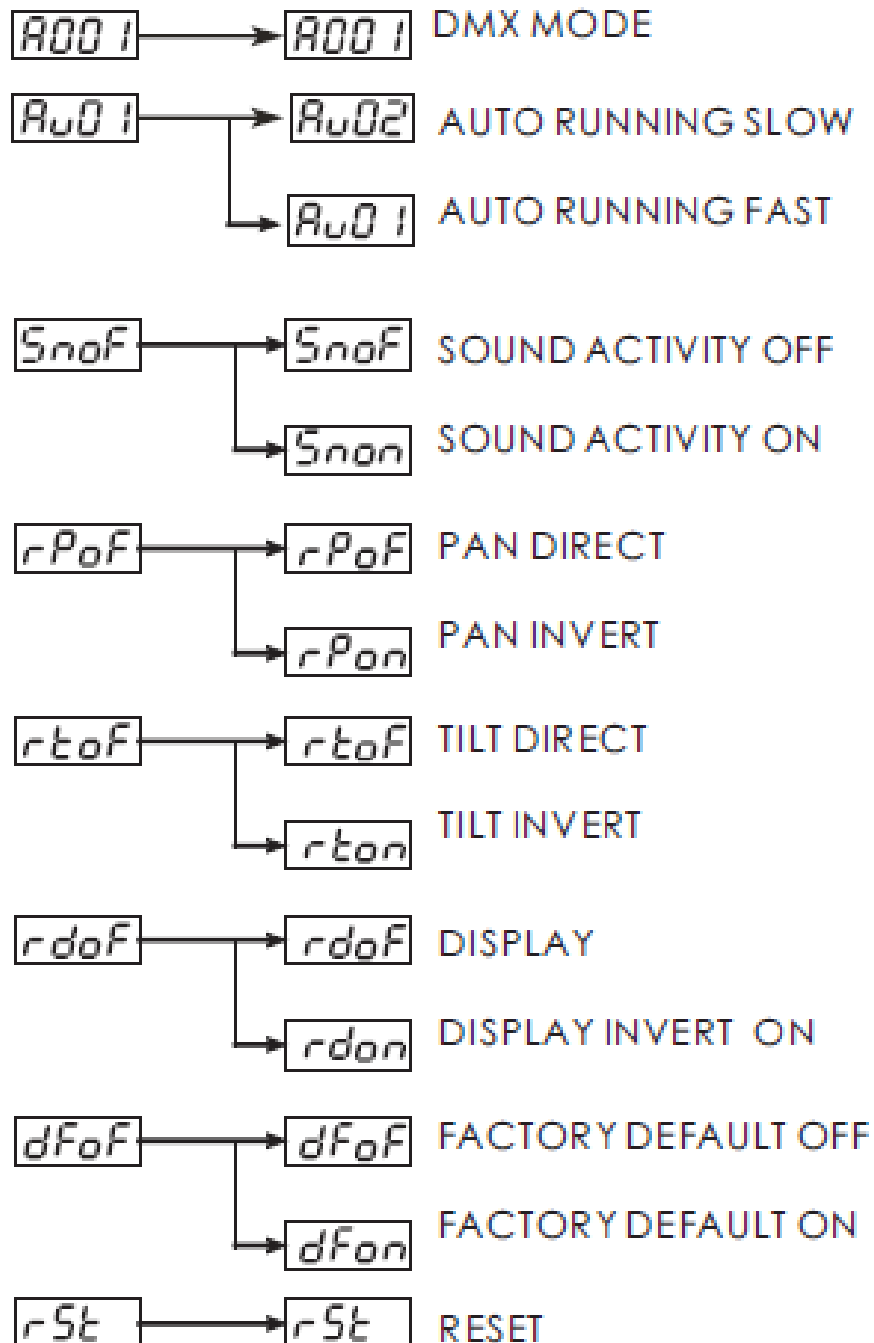 A001 A001 DMX MODE
Au01 Au02 AUTO RUNNING SLOW
Au01 AUTO RUNNING FAST
SnoF SnoF SOUND ACTIVITY OFF
Snon SOUND ACTIVITY ON
rPoF rPoF PAN DIRECT
rPon PAN INVERT
rtoF rtoF TILT DIRECT
rton TILT INVERT
rdoF rdoF DISPLAY
rdon DISPLAY INVERT ON
dFoF dFoF FACTORY DEFAULT OFF
dFon FACTORY DEFAULT ON
rSt rSt RESET